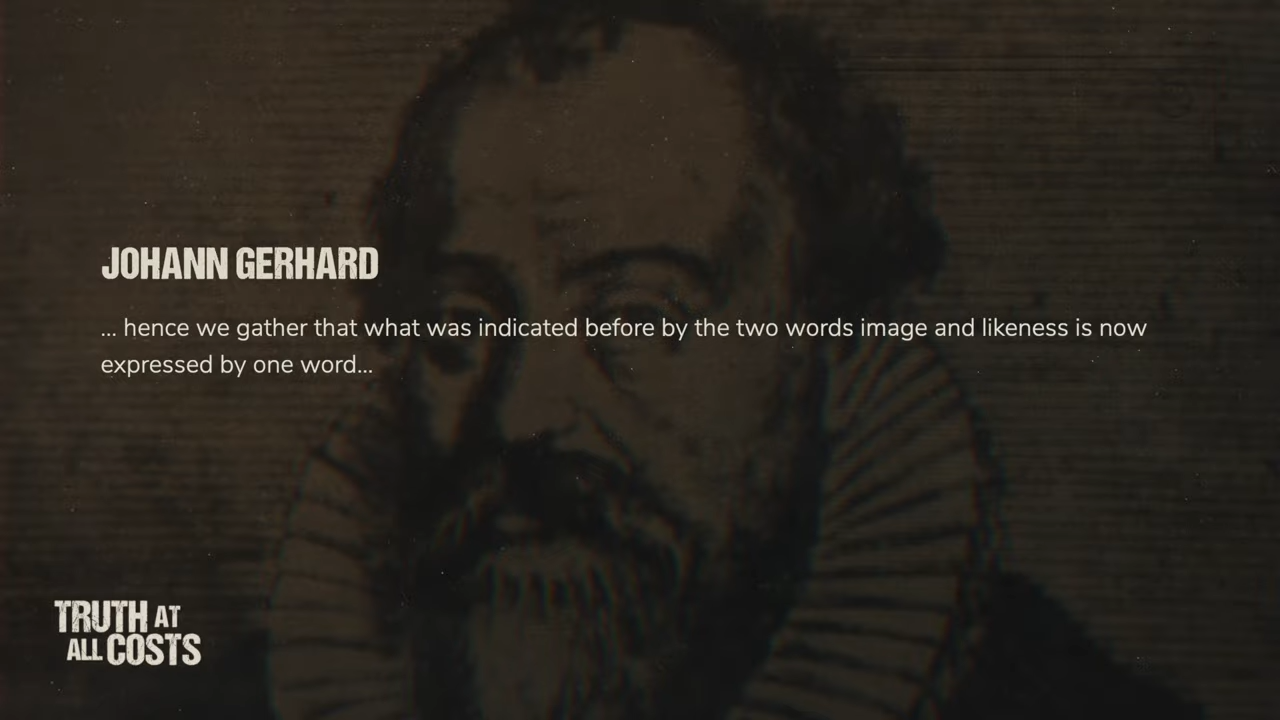 JOHANN GERHARD
... hence we gather that what was indicated before by the two words image and likeness is now
expressed by one word...
TRUTH AT
ALL COSTS